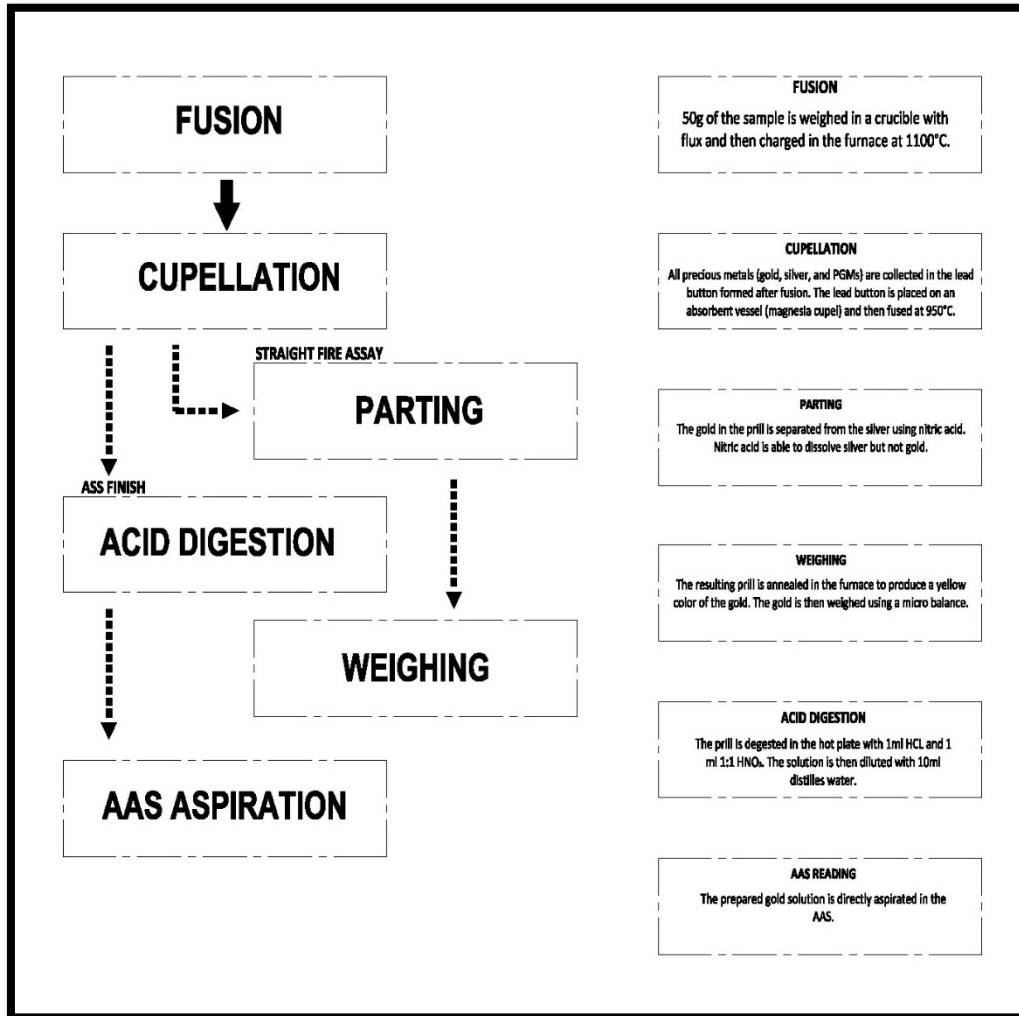 FUSION
CUPELLATION
STRAIGHT FIRE ASSAY
PARTING
ASS FINISH
ACID DIGESTION
WEIGHING
AAS ASPIRATION
FUSION
50g of the sample is weighed in a crucible with
flux and then charged in the furnace at 1100°C.
CUPELLATION
All precious metals (gold, silver, and PGMs) are collected in the lead
button formed after fusion. The lead button is placed on an
absorbent vessel (magnesia cupel) and then fused at 950°C.
PARTING
The gold in the prill is separated from the silver using nitric acid.
Nitric acid is able to dissolve silver but not gold.
WEIGHING
The resulting prill is annealed in the furnace to produce a yellow
color of the gold. The gold is then weighed using a micro balance.
ACID DIGESTION
The prill is degested in the hot plate with 1ml HCL and 1
ml 1:1 HNO₃. The solution is then diluted with 10ml
distilles water.
AAS READING
The prepared gold solution is directly aspirated in the
AAS.